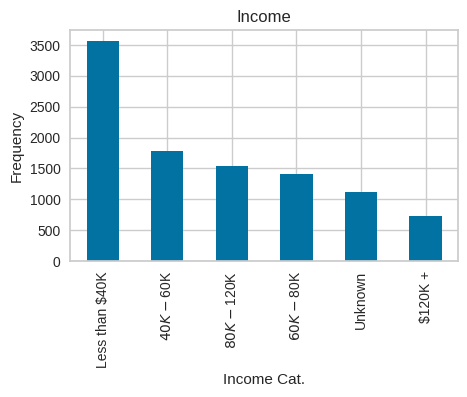 Income
Frequency
3500
3000
2500
2000
1500
1000
500
0
Less than $40K
40K − 60K
80K − 120K
60K − 80K
Unknown
$120K +
Income Cat.